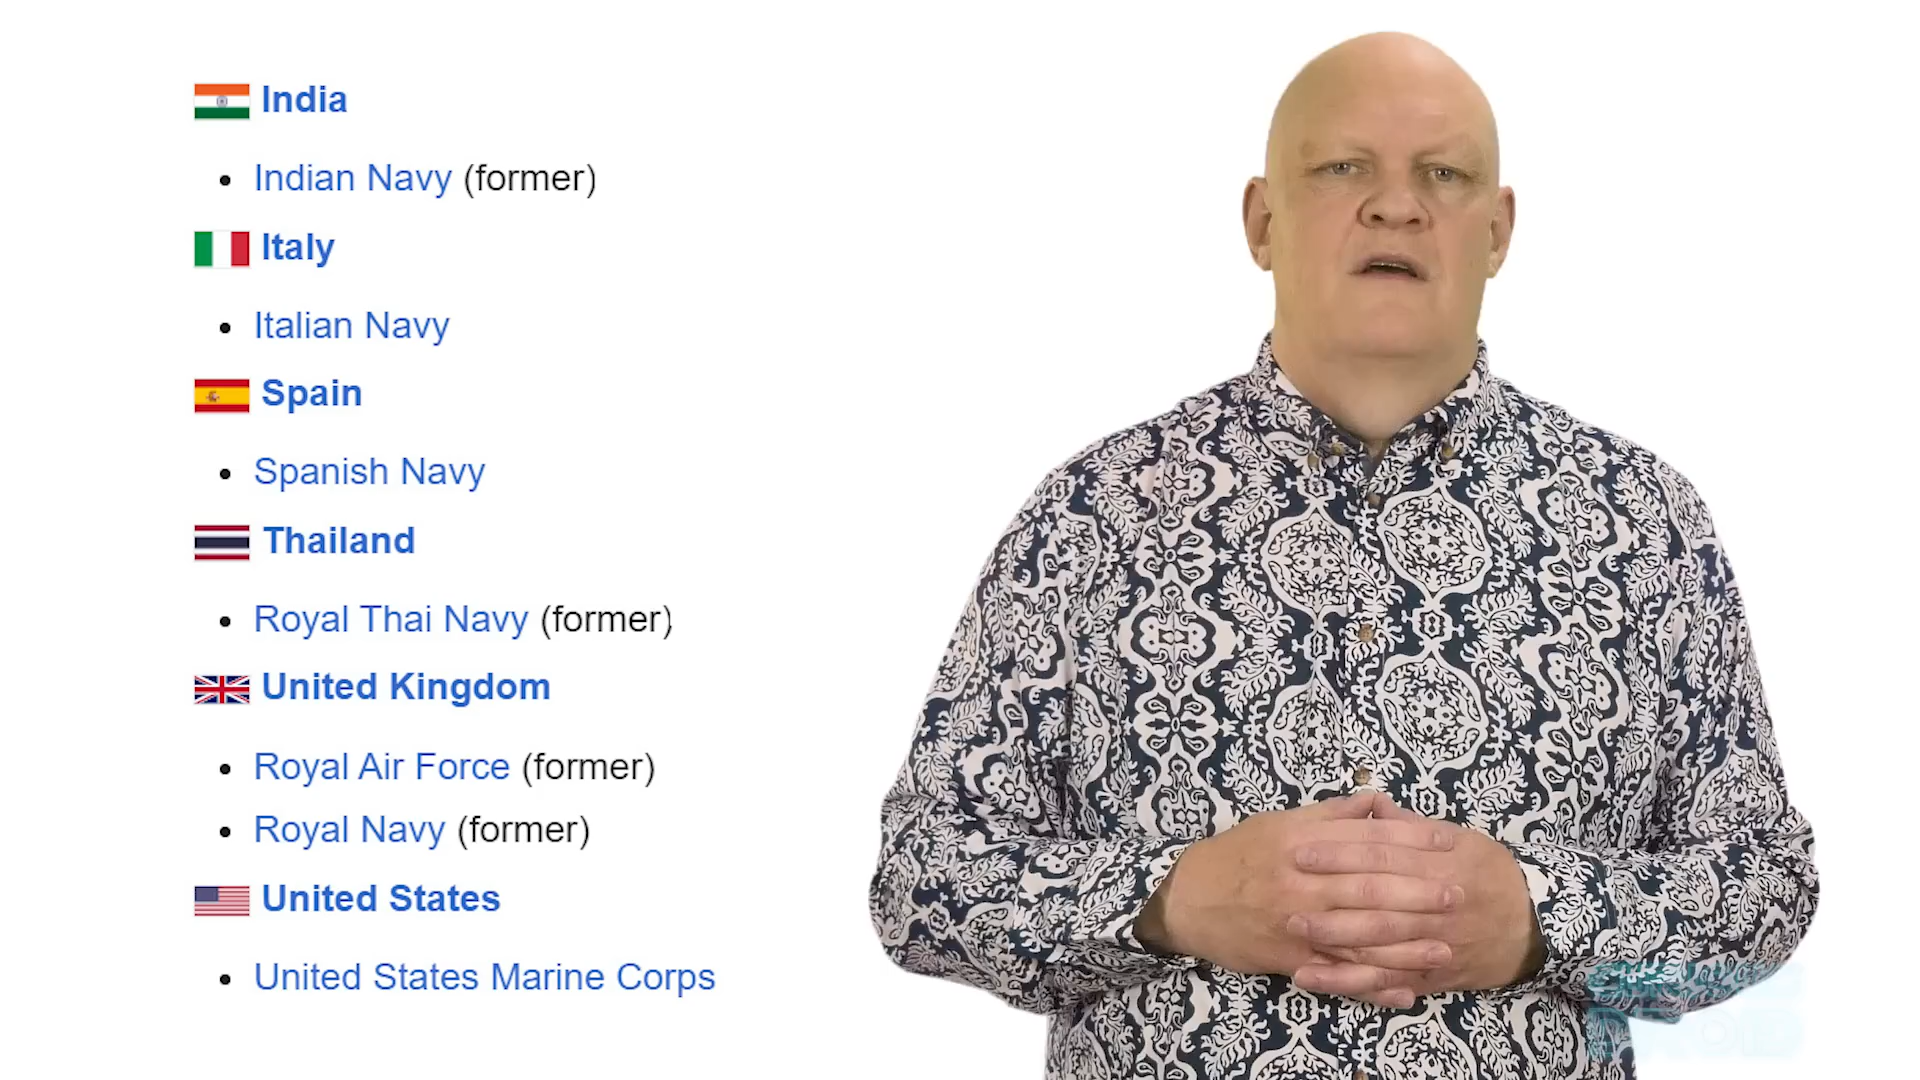 India
Indian Navy (former)
Italy
Italian Navy
Spain
Spanish Navy
Thailand
Royal Thai Navy (former)
United Kingdom
Royal Air Force (former)
Royal Navy (former)
United States
United States Marine Corps